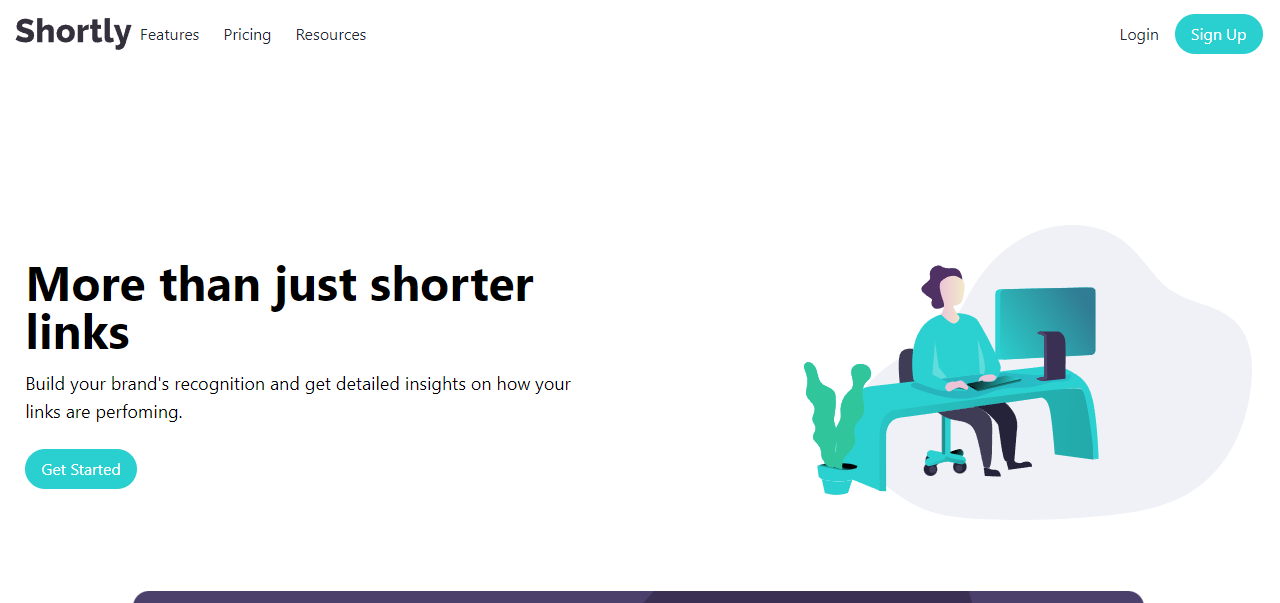 Shortly Features Pricing Resources Login Sign Up
More than just shorter
links
Build your brand's recognition and get detailed insights on how your
links are perfoming.
Get Started